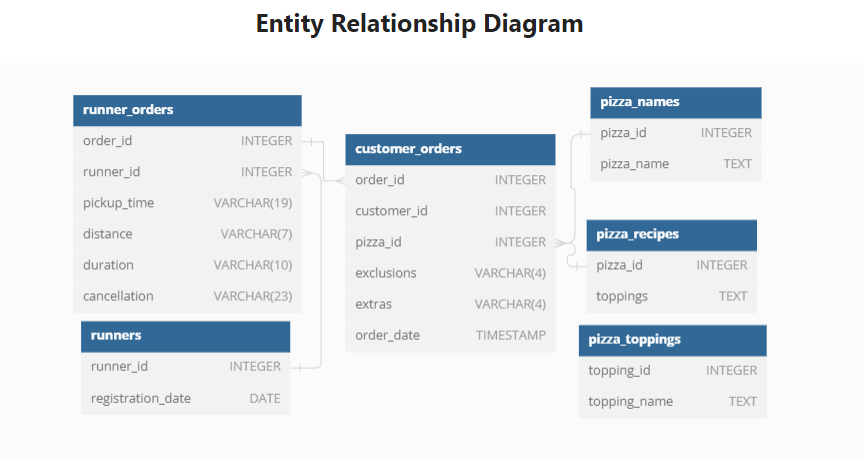 Entity Relationship Diagram
runner_orders
order_id INTEGER
runner_id INTEGER
pickup_time VARCHAR(19)
distance VARCHAR(7)
duration VARCHAR(10)
cancellation VARCHAR(23)
runners
runner_id INTEGER
registration_date DATE
customer_orders
order_id INTEGER
customer_id INTEGER
pizza_id INTEGER
exclusions VARCHAR(4)
extras VARCHAR(4)
order_date TIMESTAMP
pizza_names
pizza_id INTEGER
pizza_name TEXT
pizza_recipes
pizza_id INTEGER
toppings TEXT
pizza_toppings
topping_id INTEGER
topping_name TEXT